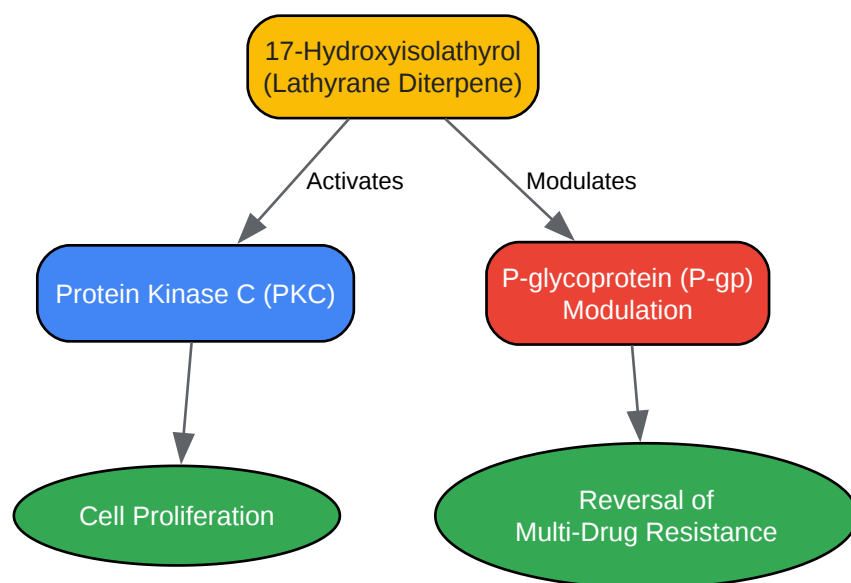 17-Hydroxyisolathyrol
(Lathyrane Diterpene)
Activates
Modulates
Protein Kinase C (PKC)
P-glycoprotein (P-gp)
Modulation
Cell Proliferation
Reversal of
Multi-Drug Resistance